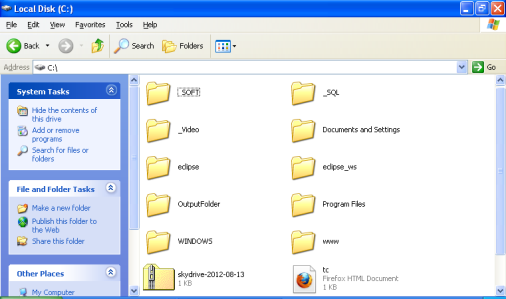 Local Disk (C:)
File Edit View Favorites Tools Help
Back Search Folders
Address C:\ Go
System Tasks
Hide the contents of
this drive
Add or remove
programs
Search for files or
folders
File and Folder Tasks
Make a new folder
Publish this folder to
the Web
Share this folder
Other Places
My Computer
_SOFT
_SQL
_Video
Documents and Settings
eclipse
eclipse_ws
OutputFolder
Program Files
WINDOWS
www
skydrive-2012-08-13
1 KB
tc
Firefox HTML Document
1 KB